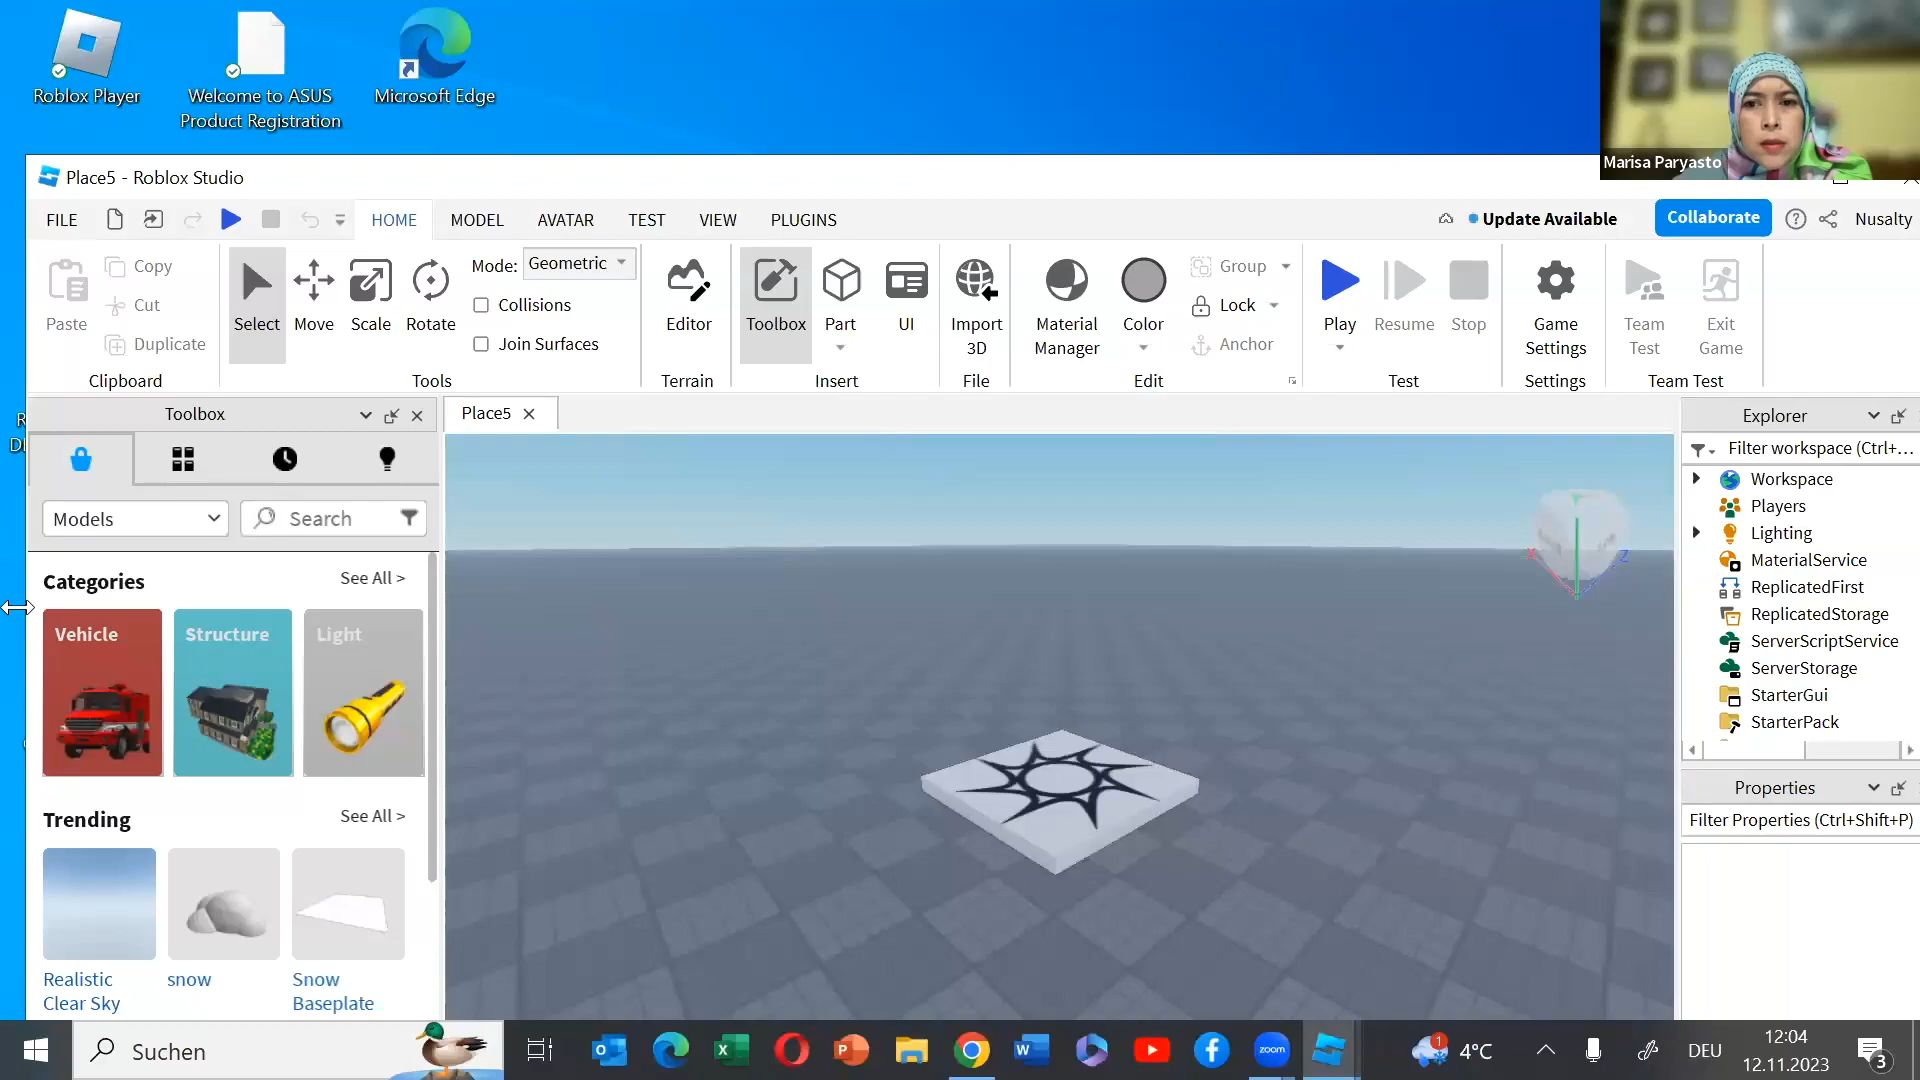 Roblox Player
Welcome to ASUS
Product Registration
Microsoft Edge
Marisa Paryasto
Place5 - Roblox Studio
FILE
HOME
MODEL
AVATAR
TEST
VIEW
PLUGINS
Update Available
Collaborate
Nusalty
Paste
Copy
Cut
Duplicate
Clipboard
Select
Move
Scale
Rotate
Mode: Geometric
Collisions
Join Surfaces
Tools
Editor
Terrain
Toolbox
Part
UI
Insert
Import
3D
File
Material
Manager
Color
Group
Lock
Anchor
Edit
Play
Resume
Stop
Test
Game
Settings
Settings
Team
Test
Exit
Game
Team Test
Toolbox
Models
Search
Categories
See All >
Vehicle
Structure
Light
Trending
See All >
Realistic
Clear Sky
snow
Snow
Baseplate
Place5
X
Z
Explorer
Filter workspace (Ctrl+...
Workspace
Players
Lighting
MaterialService
ReplicatedFirst
ReplicatedStorage
ServerScriptService
ServerStorage
StarterGui
StarterPack
Properties
Filter Properties (Ctrl+Shift+P)
Suchen
zoom
1
4°C
DEU
12:04
12.11.2023
3